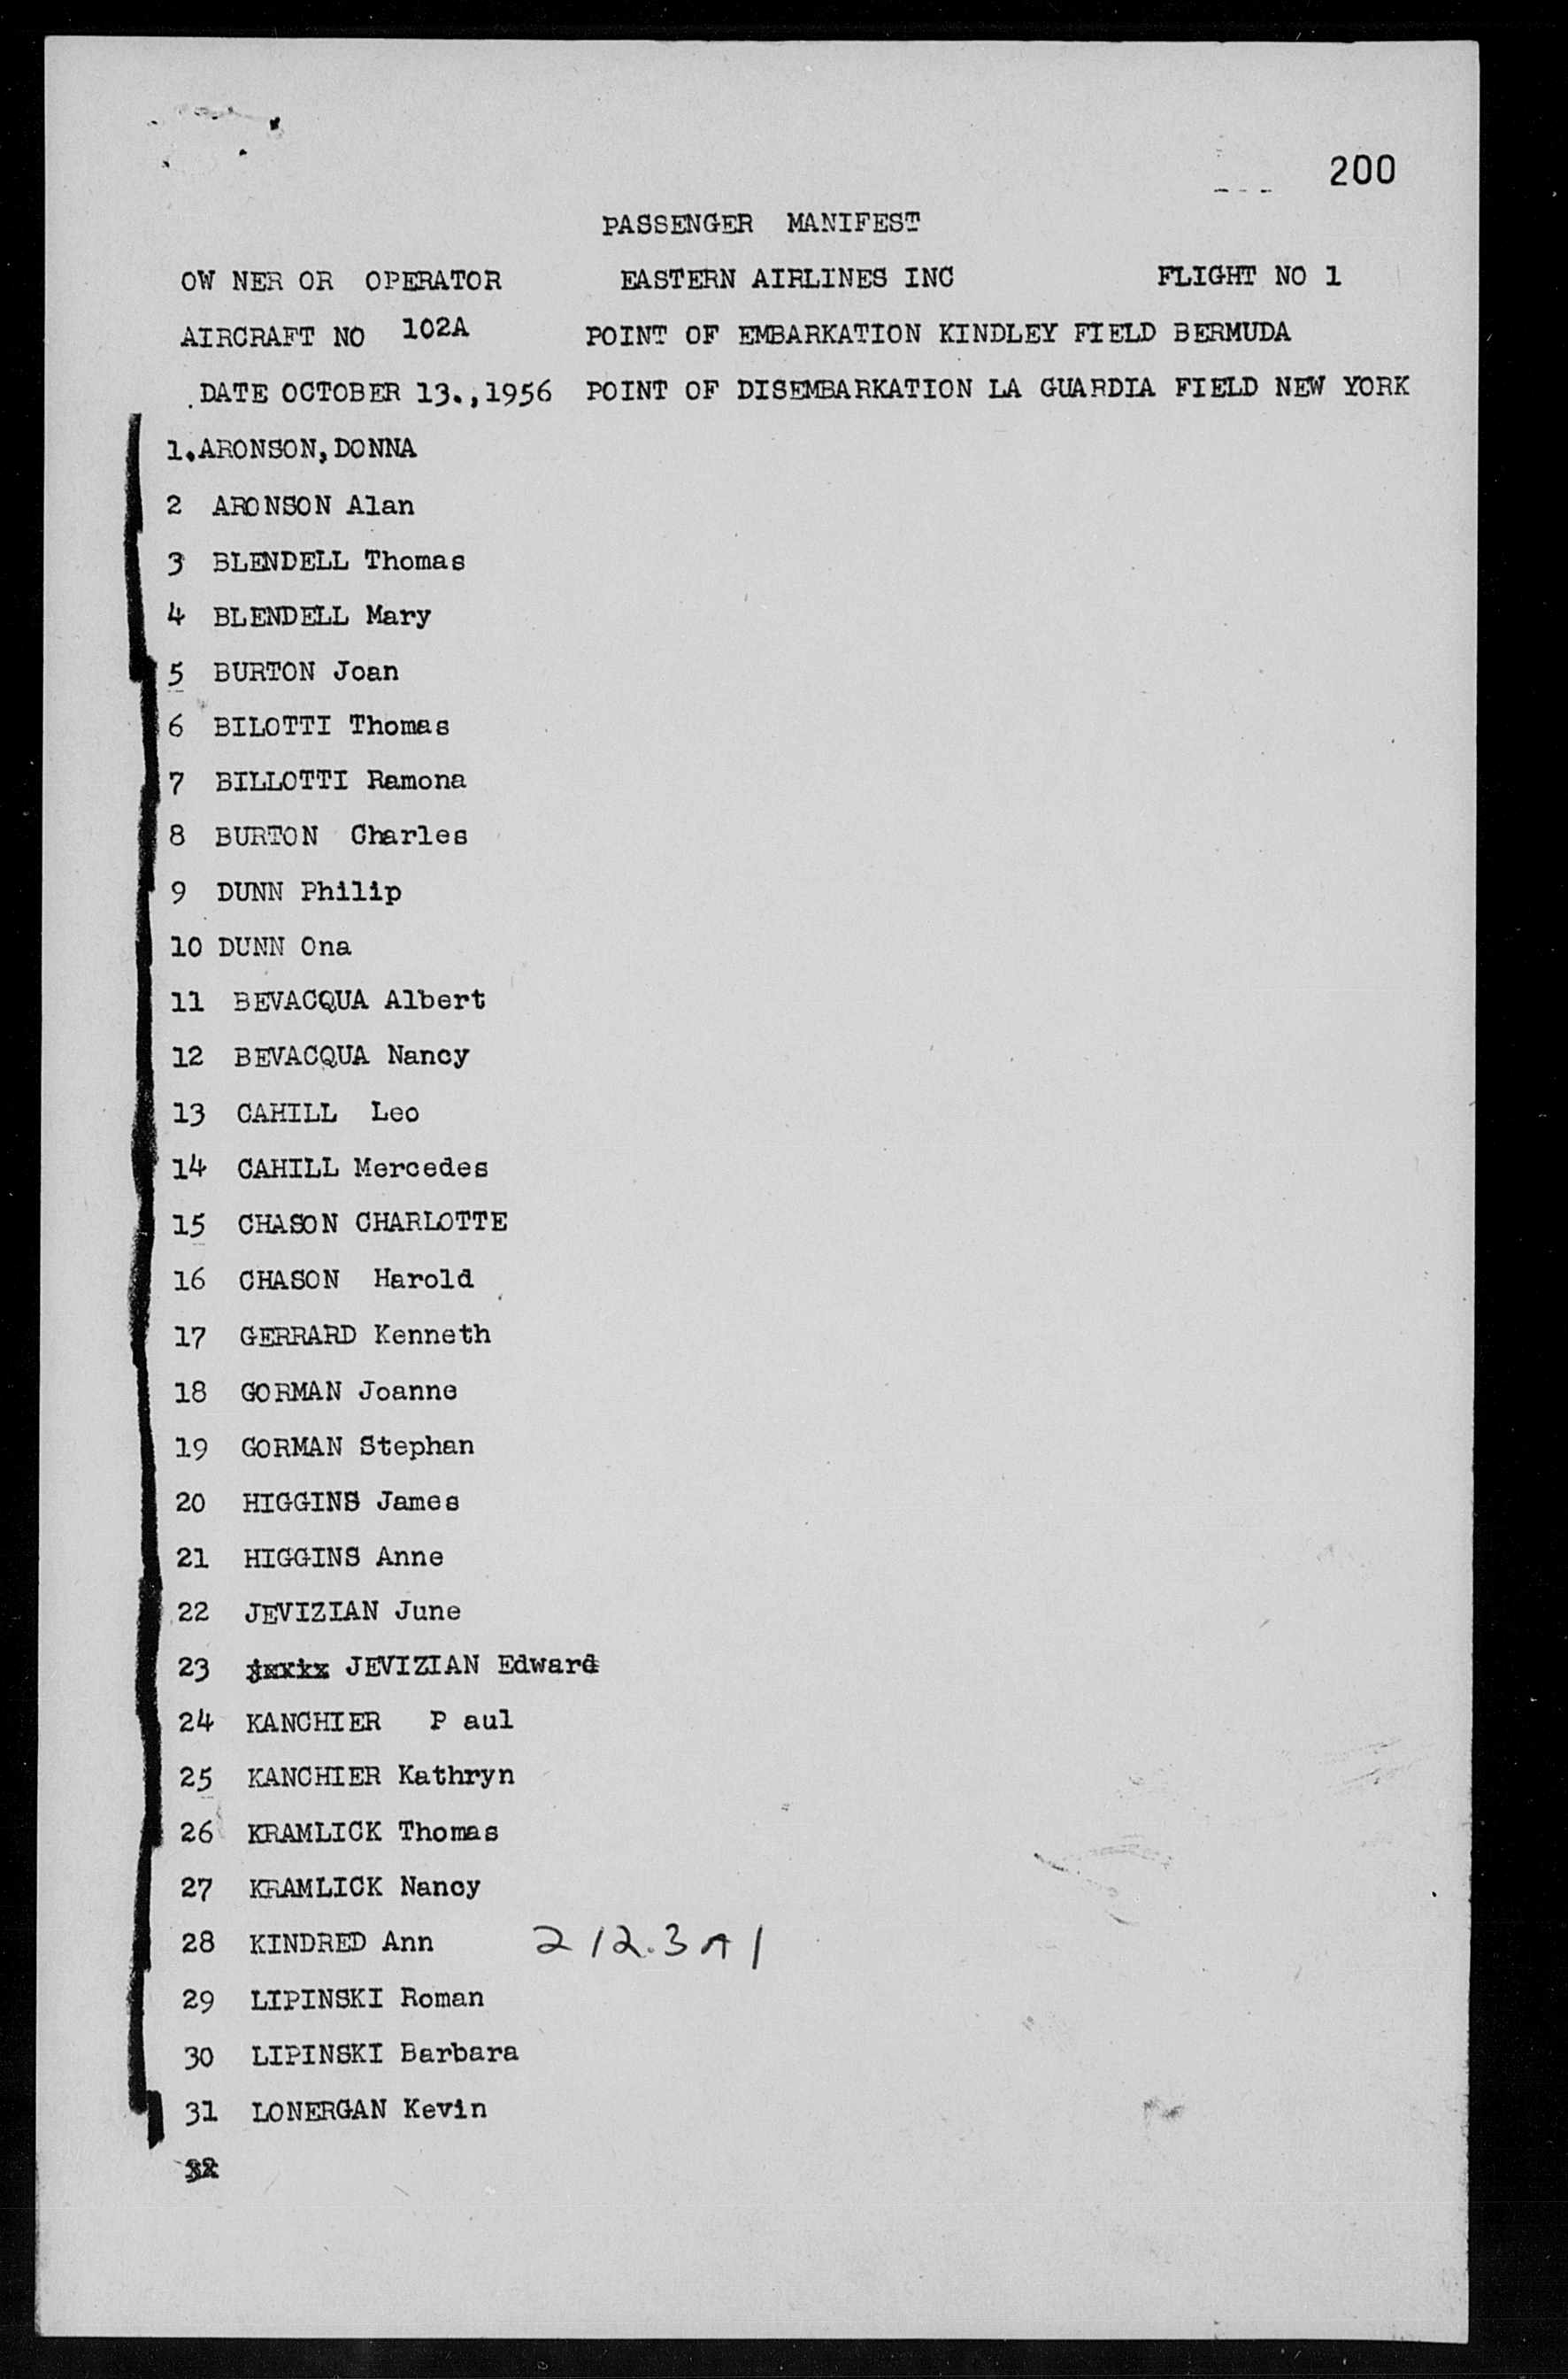 200
PASSENGER MANIFEST
OW NER OR OPERATOR EASTERN AIRLINES INC FLIGHT NO 1
AIRCRAFT NO 102A POINT OF EMBARKATION KINDLEY FIELD BERMUDA
DATE OCTOBER 13.,1956 POINT OF DISEMBARKATION LA GUARDIA FIELD NEW YORK
1.ARONSON,DONNA
2 ARONSON Alan
3 BLENDELL Thomas
4 BLENDELL Mary
5 BURTON Joan
6 BILOTTI Thomas
7 BILLOTTI Ramona
8 BURTON Charles
9 DUNN Philip
10 DUNN Ona
11 BEVACQUA Albert
12 BEVACQUA Nancy
13 CAHILL Leo
14 CAHILL Mercedes
15 CHASON CHARLOTTE
16 CHASON Harold
17 GERRARD Kenneth
18 GORMAN Joanne
19 GORMAN Stephan
20 HIGGINS James
21 HIGGINS Anne
22 JEVIZIAN June
23 JEVIZIAN Edward
24 KANCHIER P aul
25 KANCHIER Kathryn
26 KRAMLICK Thomas
27 KRAMLICK Nancy
28 KINDRED Ann 212.3A1
29 LIPINSKI Roman
30 LIPINSKI Barbara
31 LONERGAN Kevin
32